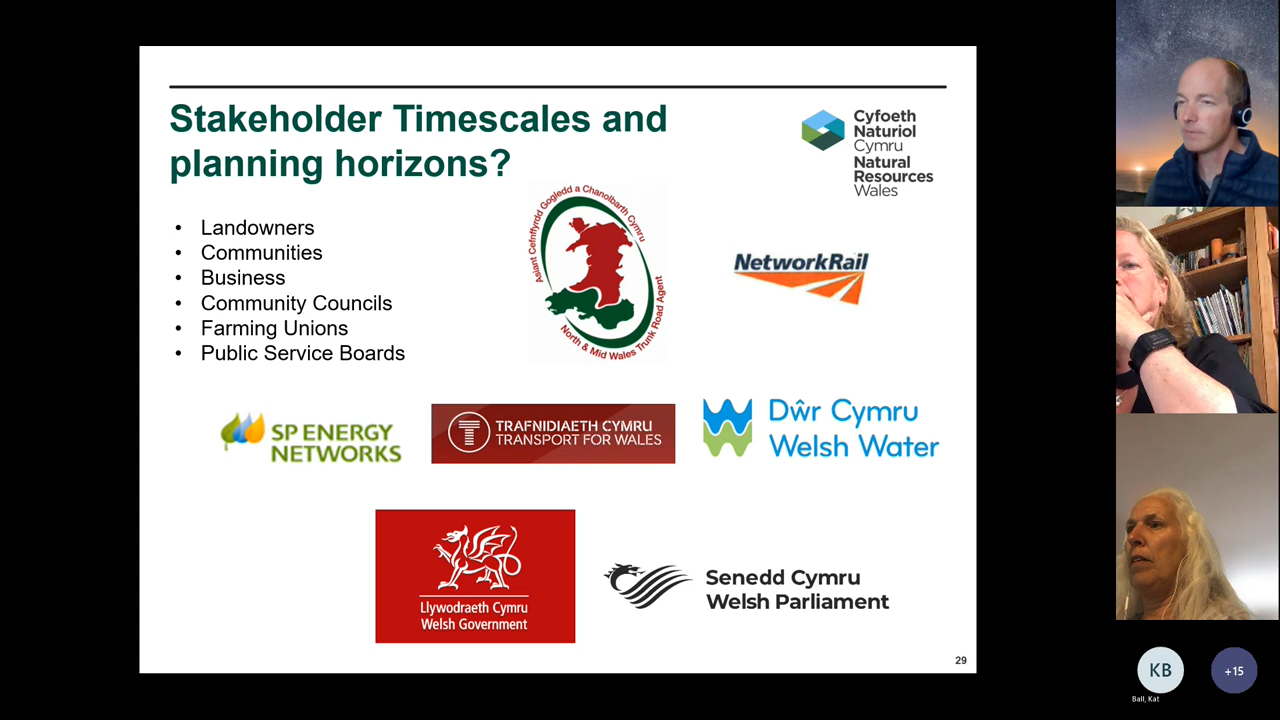 Stakeholder Timescales and
planning horizons?
Cyfoeth
Naturiol
Cymru
Natural
Resources
Wales
• Landowners
• Communities
• Business
• Community Councils
• Farming Unions
• Public Service Boards
Asiant Cefnffyrdd Gogledd a Chanolbarth Cymru
North & Mid Wales Trunk Road Agent
NetworkRail
SP ENERGY
NETWORKS
TRAFNIDIAETH CYMRU
TRANSPORT FOR WALES
Dŵr Cymru
Welsh Water
Llywodraeth Cymru
Welsh Government
Senedd Cymru
Welsh Parliament
29
KB
Ball, Kat
+15